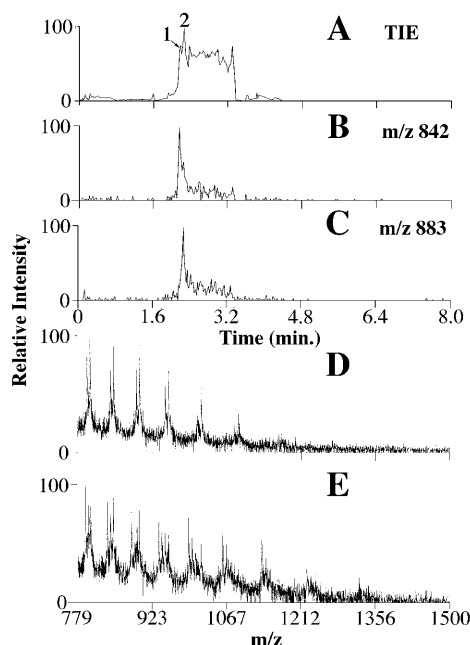 100
1
2
A
TIE
0
100
B
m/z 842
0
100
C
m/z 883
0
0
1.6
3.2
4.8
6.4
8.0
Time (min.)
Relative Intensity
100
D
0
100
E
0
779
923
1067
1212
1356
1500
m/z